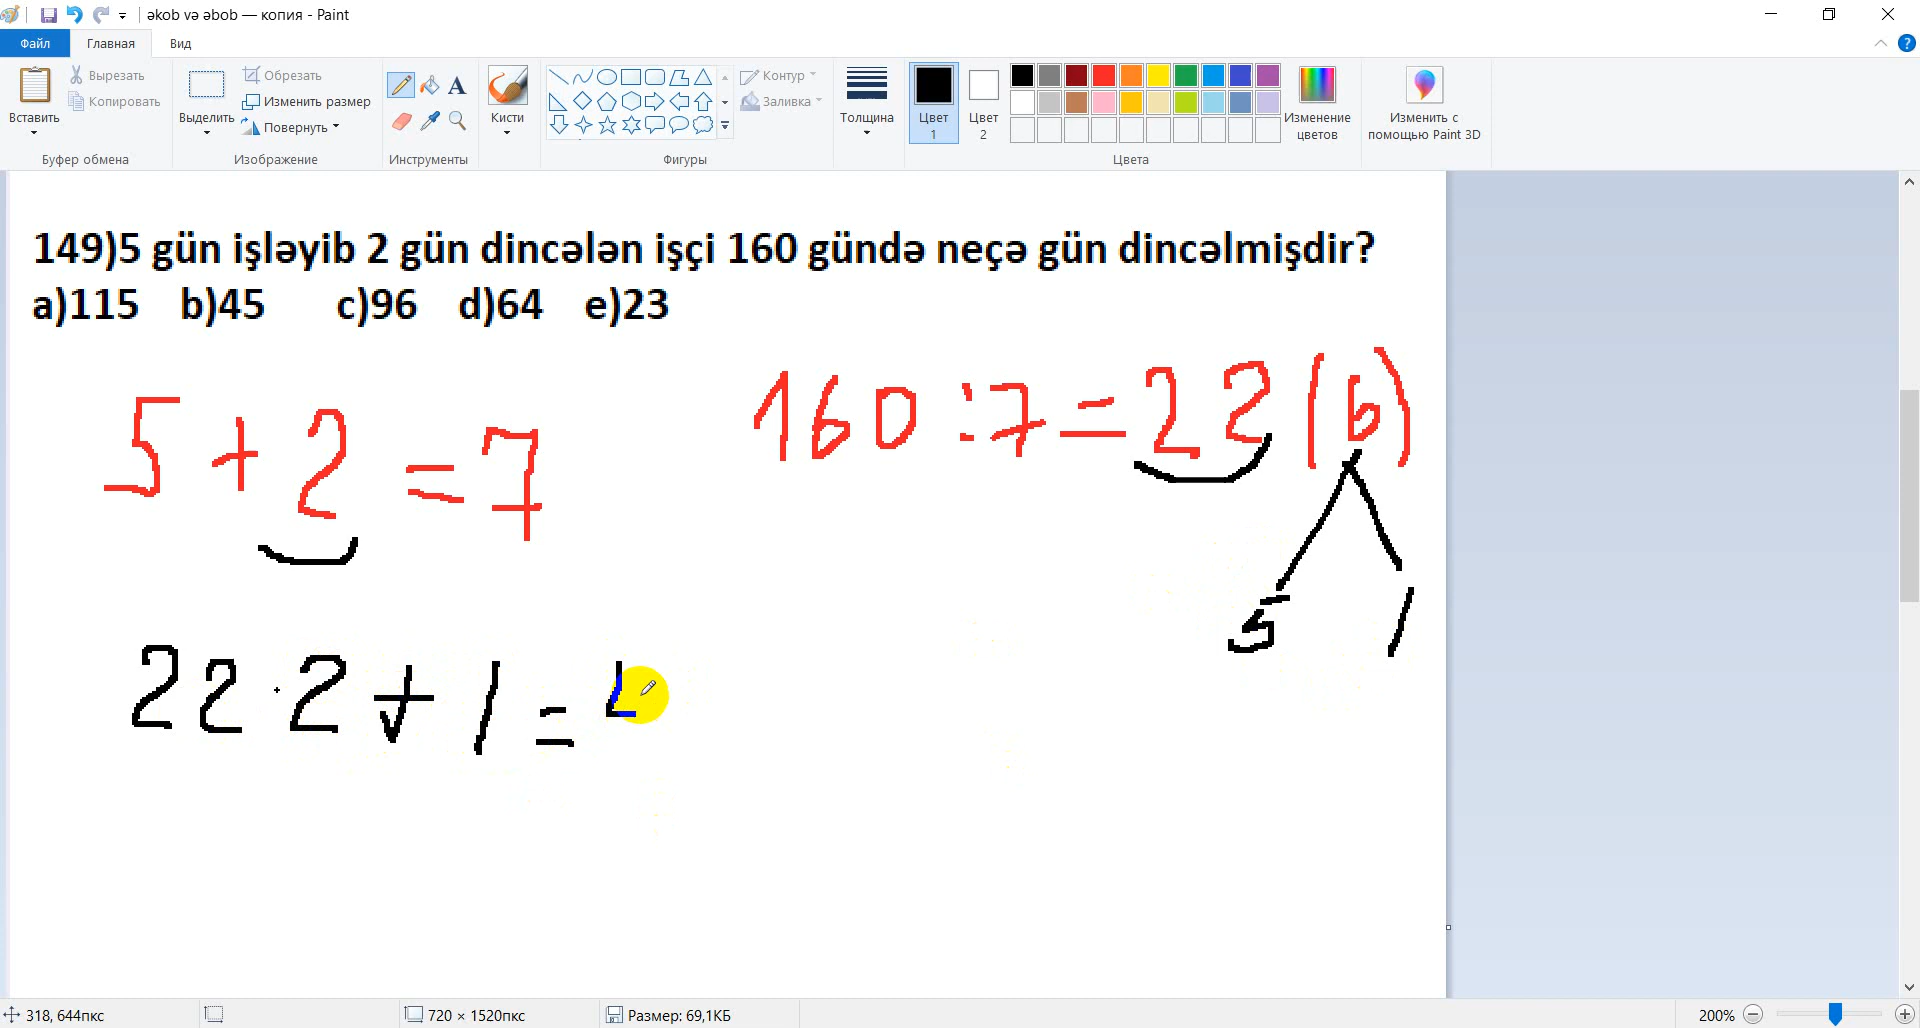 əkob və əbob — копия - Paint
Файл Главная Вид
Вставить
Вырезать
Копировать
Буфер обмена
Выделить
Обрезать
Изменить размер
Повернуть
Изображение
Инструменты
Кисти
Контур
Заливка
Фигуры
Толщина
Цвет 1
Цвет 2
Изменение цветов
Цвета
Изменить с помощью Paint 3D
149)5 gün işləyib 2 gün dincələn işçi 160 gündə neçə gün dincəlmişdir?
a)115 b)45 c)96 d)64 e)23
5 + 2 = 7
160 : 7 = 22 (6)
5 1
22 · 2 + 1 = 4
318, 644пкс 720 × 1520пкс Размер: 69,1КБ 200%